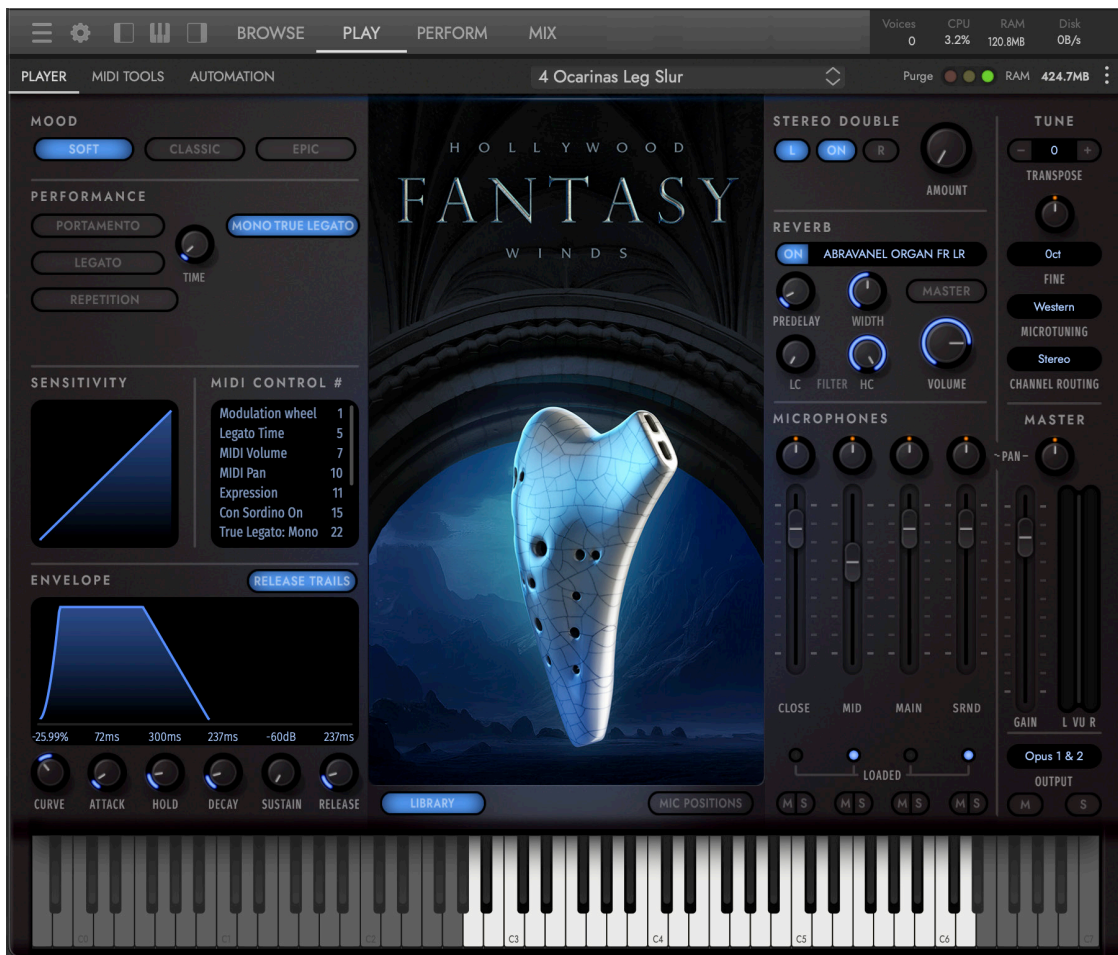 Voices CPU RAM Disk
BROWSE PLAY PERFORM MIX
0 3.2% 120.8MB 0B/s
PLAYER MIDI TOOLS AUTOMATION
4 Ocarinas Leg Slur
Purge RAM 424.7MB
MOOD
SOFT CLASSIC EPIC
PERFORMANCE
PORTAMENTO MONO TRUE LEGATO
LEGATO
TIME
REPETITION
SENSITIVITY
MIDI CONTROL #
Modulation wheel 1
Legato Time 5
MIDI Volume 7
MIDI Pan 10
Expression 11
Con Sordino On 15
True Legato: Mono 22
ENVELOPE RELEASE TRAILS
-25.99% 72ms 300ms 237ms -60dB 237ms
CURVE ATTACK HOLD DECAY SUSTAIN RELEASE
HOLLYWOOD
FANTASY
WINDS
LIBRARY MIC POSITIONS
STEREO DOUBLE
L ON R
AMOUNT
REVERB
ON ABRAVANEL ORGAN FR LR
MASTER
PREDELAY WIDTH
LC FILTER HC VOLUME
MICROPHONES
~PAN-
CLOSE MID MAIN SRND
LOADED
M S M S M S M S
TUNE
- 0 +
TRANSPOSE
0ct
FINE
Western
MICROTUNING
Stereo
CHANNEL ROUTING
MASTER
GAIN L VU R
Opus 1 & 2
OUTPUT
M S
C0 C1 C2 C3 C4 C5 C6 C7